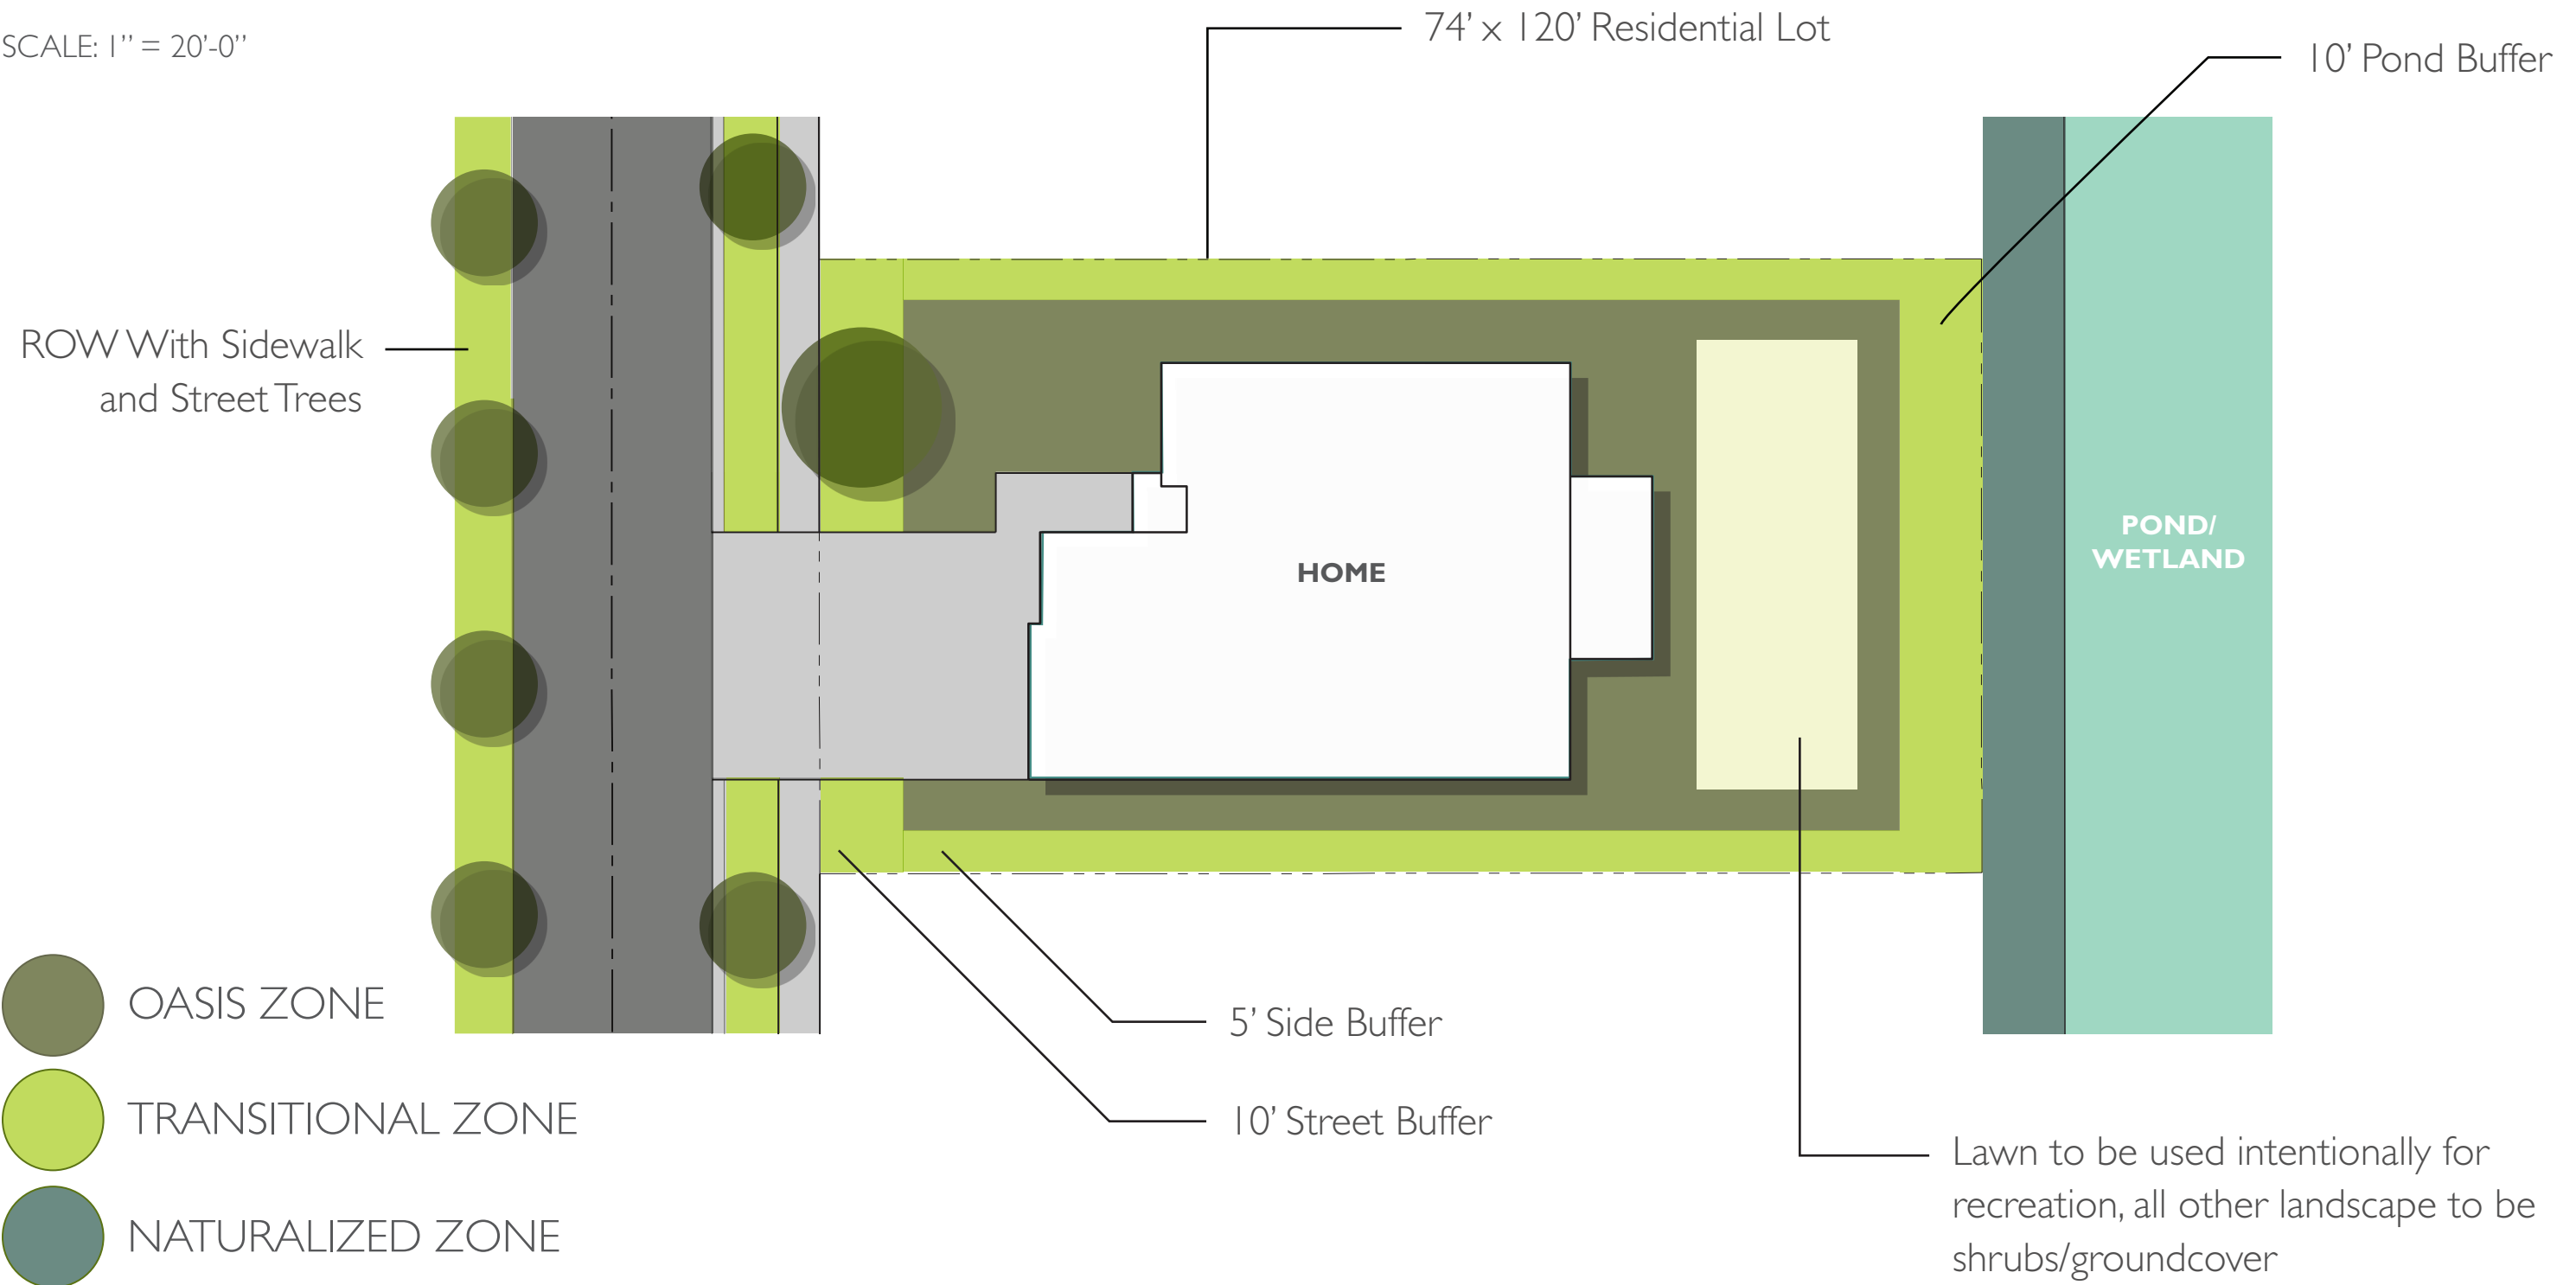 SCALE: 1’’ = 20’-0’’
74’ x 120’ Residential Lot
10’ Pond Buffer
ROW With Sidewalk
and Street Trees
HOME
POND/
WETLAND
OASIS ZONE
TRANSITIONAL ZONE
NATURALIZED ZONE
5’ Side Buffer
10’ Street Buffer
Lawn to be used intentionally for
recreation, all other landscape to be
shrubs/groundcover